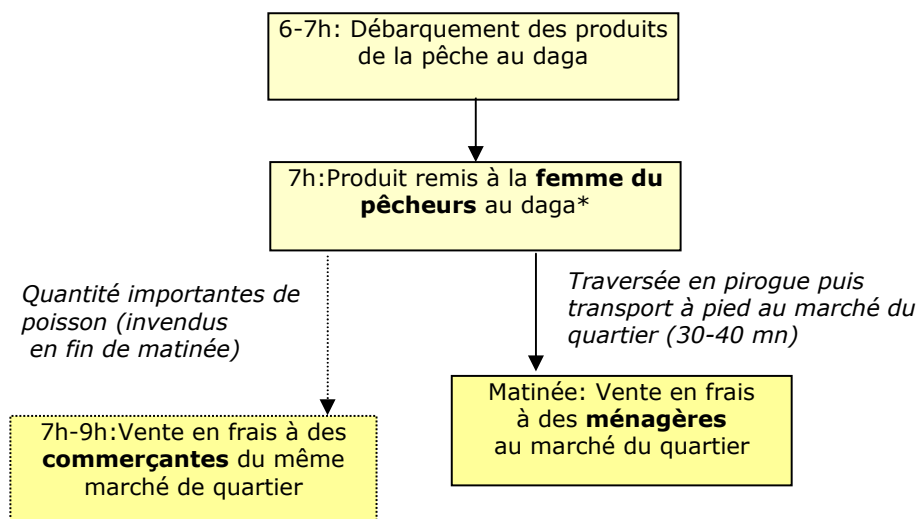 6-7h: Débarquement des produits
de la pêche au daga
7h:Produit remis à la femme du
pêcheurs au daga*
Quantité importantes de
poisson (invendus
en fin de matinée)
Traversée en pirogue puis
transport à pied au marché du
quartier (30-40 mn)
7h-9h:Vente en frais à des
commerçantes du même
marché de quartier
Matinée: Vente en frais
à des ménagères
au marché du quartier